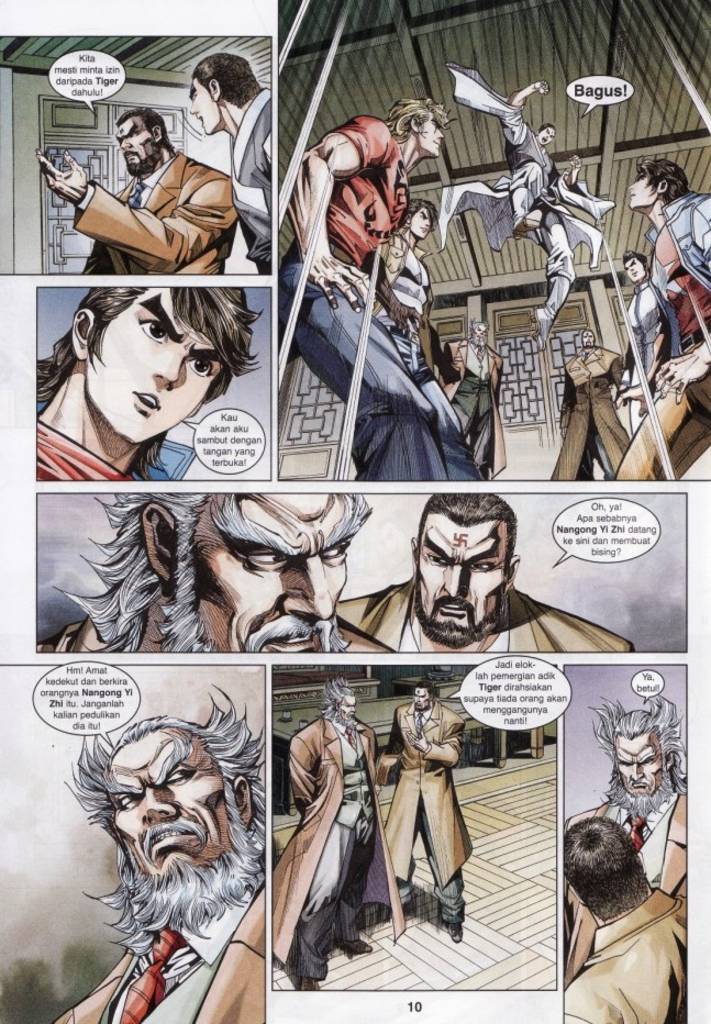 Kita
mesti minta izin
daripada Tiger
dahulu!
Bagus!
Kau
akan aku
sambut dengan
tangan yang
terbuka!
Oh, ya!
Apa sebabnya
Nangong Yi Zhi datang
ke sini dan membuat
bising?
Hm! Amat
kedekut dan berkira
orangnya Nangong Yi
Zhi itu. Janganlah
kalian pedulikan
dia itu!
Jadi elok-
lah pemergian adik
Tiger dirahsiakan
supaya tiada orang akan
menggangunya
nanti!
Ya,
betul!
10